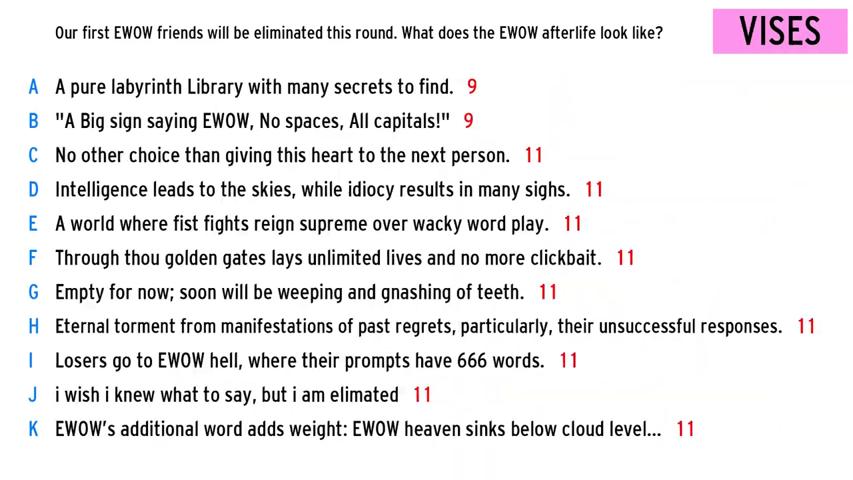 Our first EWOW friends will be eliminated this round. What does the EWOW afterlife look like?
VISES
A A pure labyrinth Library with many secrets to find. 9
B "A Big sign saying EWOW, No spaces, All capitals!" 9
C No other choice than giving this heart to the next person. 11
D Intelligence leads to the skies, while idiocy results in many sighs. 11
E A world where fist fights reign supreme over wacky word play. 11
F Through thou golden gates lays unlimited lives and no more clickbait. 11
G Empty for now; soon will be weeping and gnashing of teeth. 11
H Eternal torment from manifestations of past regrets, particularly, their unsuccessful responses. 11
I Losers go to EWOW hell, where their prompts have 666 words. 11
J i wish i knew what to say, but i am elimated 11
K EWOW's additional word adds weight: EWOW heaven sinks below cloud level... 11